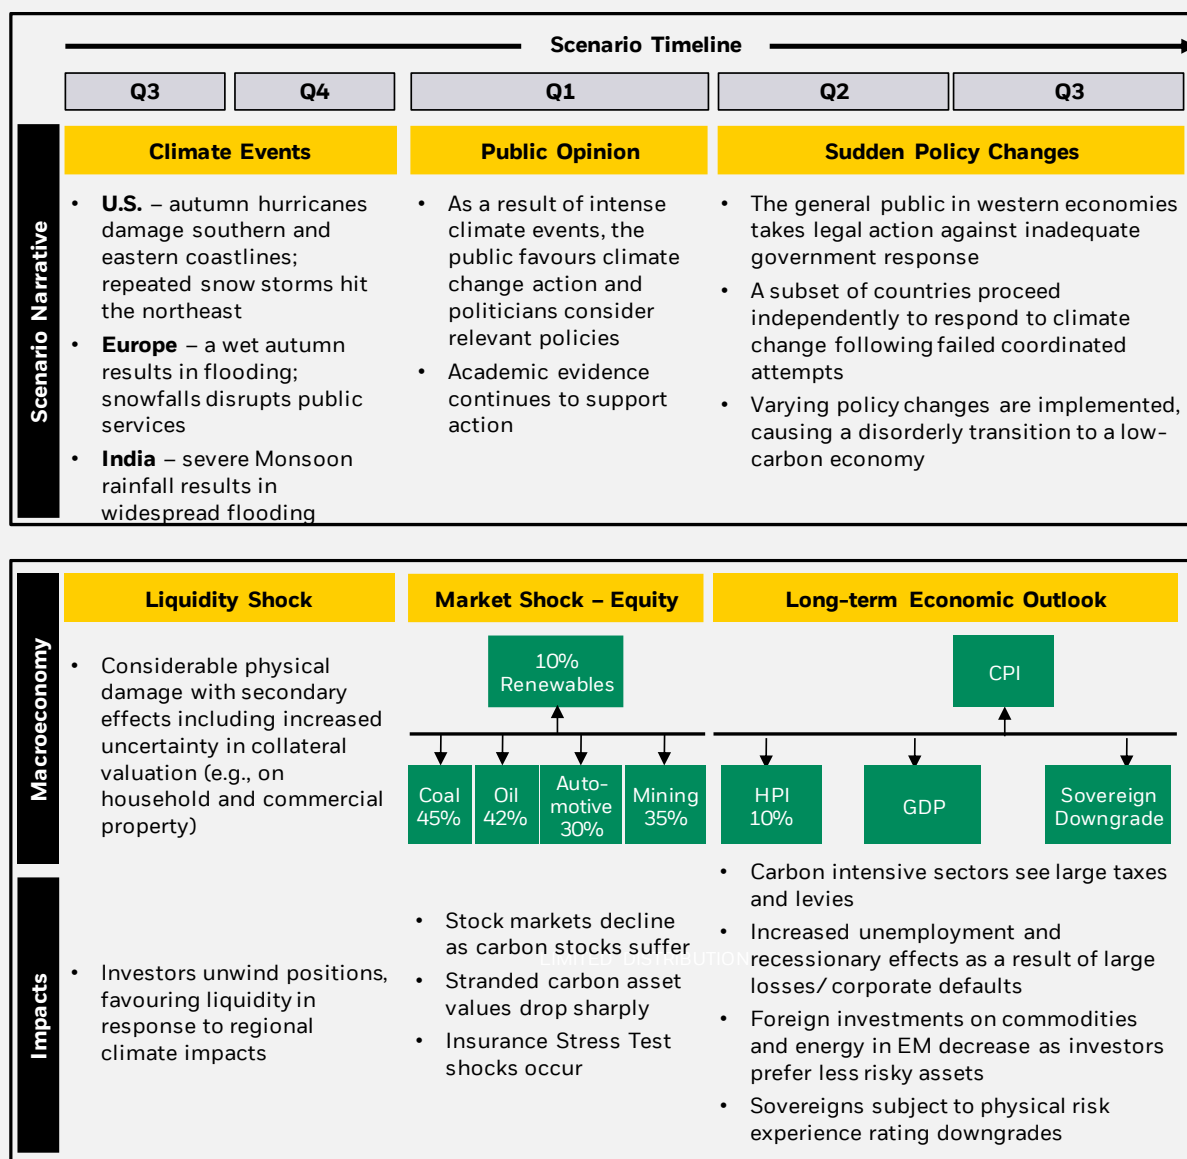 Scenario Timeline
Q3
Q4
Q1
Q2
Q3
Scenario Narrative
Climate Events
• U.S. – autumn hurricanes
damage southern and
eastern coastlines;
repeated snow storms hit
the northeast
• Europe – a wet autumn
results in flooding;
snowfalls disrupts public
services
• India – severe Monsoon
rainfall results in
widespread flooding
Public Opinion
• As a result of intense
climate events, the
public favours climate
change action and
politicians consider
relevant policies
• Academic evidence
continues to support
action
Sudden Policy Changes
• The general public in western economies
takes legal action against inadequate
government response
• A subset of countries proceed
independently to respond to climate
change following failed coordinated
attempts
• Varying policy changes are implemented,
causing a disorderly transition to a low-
carbon economy
Macroeconomy
Liquidity Shock
• Considerable physical
damage with secondary
effects including increased
uncertainty in collateral
valuation (e.g., on
household and commercial
property)
Market Shock – Equity
10%
Renewables
Coal
45%
Oil
42%
Auto-
motive
30%
Mining
35%
Long-term Economic Outlook
CPI
HPI
10%
GDP
Sovereign
Downgrade
Impacts
• Investors unwind positions,
favouring liquidity in
response to regional
climate impacts
• Stock markets decline
as carbon stocks suffer
• Stranded carbon asset
values drop sharply
• Insurance Stress Test
shocks occur
LIMITED DISTRIBUTION
• Carbon intensive sectors see large taxes
and levies
• Increased unemployment and
recessionary effects as a result of large
losses/ corporate defaults
• Foreign investments on commodities
and energy in EM decrease as investors
prefer less risky assets
• Sovereigns subject to physical risk
experience rating downgrades